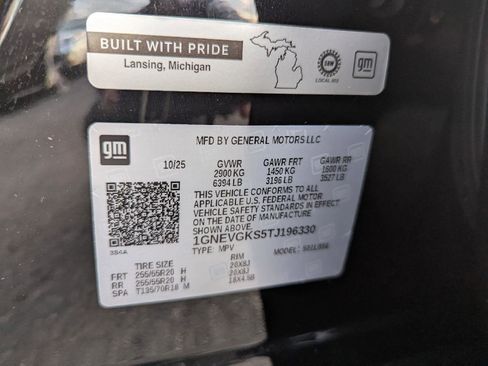 BUILT WITH PRIDE
Lansing, Michigan
UAW
gm
gm
MFD BY GENERAL MOTORS LLC
10/25 GVWR GAWR FRT GAWR RR
2900 KG 1450 KG 1600 KG
6394 LB 3196 LB 3527 LB
THIS VEHICLE CONFORMS TO ALL
APPLICABLE U.S. FEDERAL MOTOR
VEHICLE SAFETY STANDARDS IN EFFECT
ON THE DATE OF MANUFACTURE
SHOWN ABOVE.
1GNEVGKS5TJ196330
TYPE: MPV MODEL:
TIRE SIZE RIM
FRT 255/55R20 H 20X8J
RR 255/55R20 H 20X8J
SPA T135/70R18 M 18X4.5B